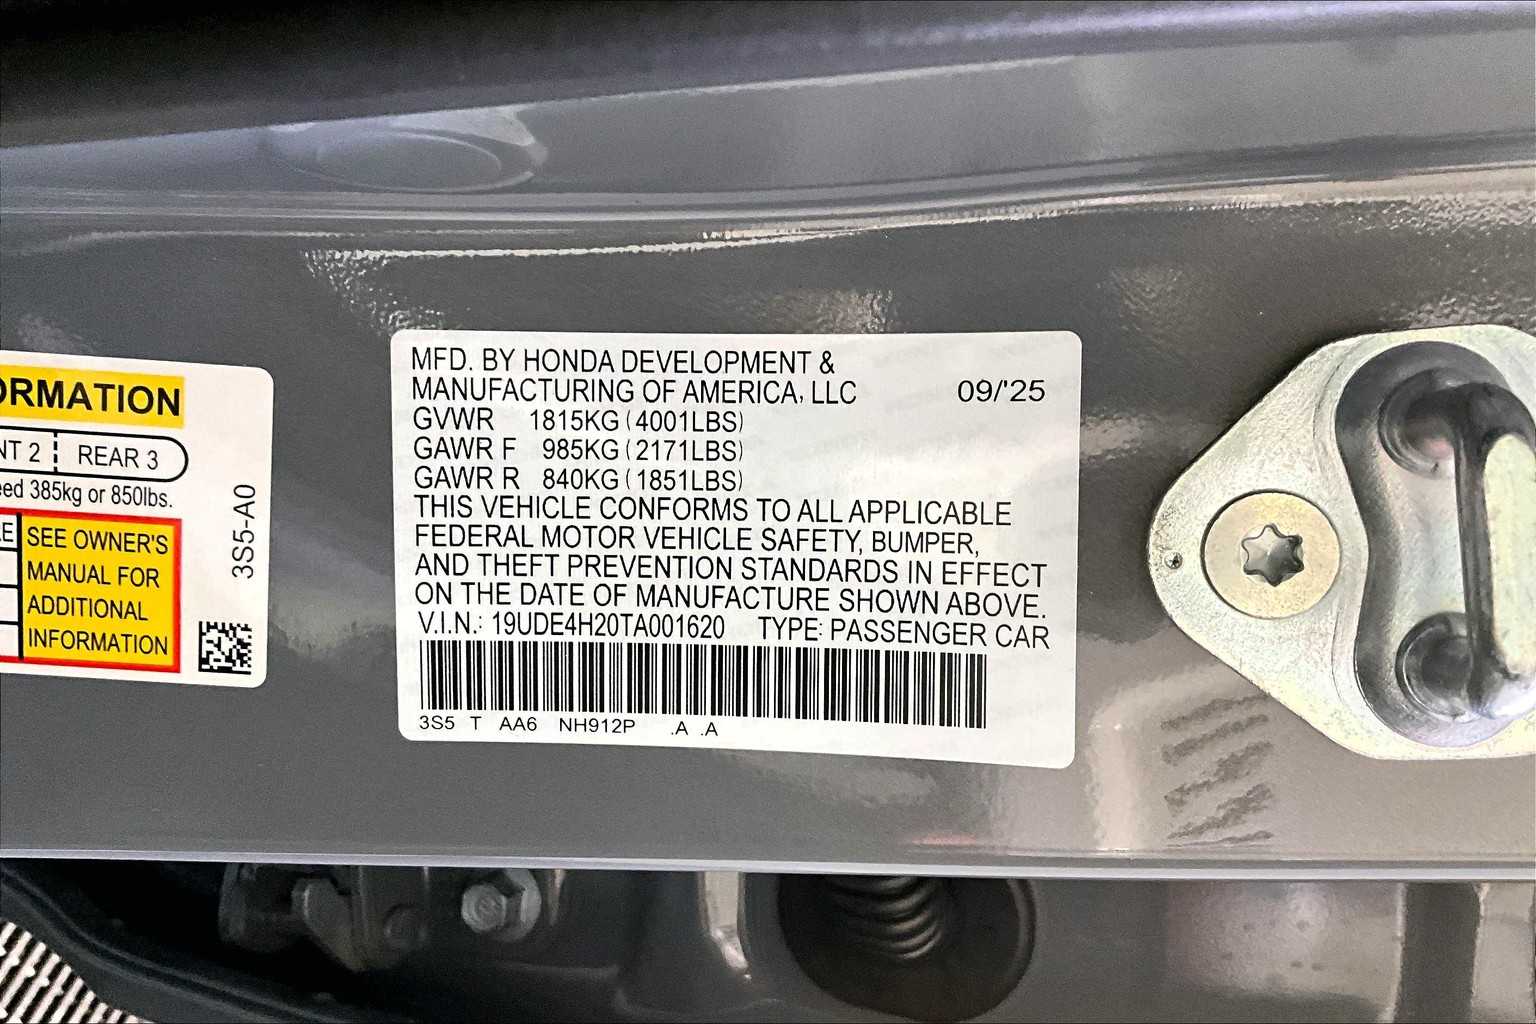 ORMATION
NT 2 REAR 3
eed 385kg or 850lbs.
RE
SEE OWNER'S
MANUAL FOR
ADDITIONAL
INFORMATION
3S5-A0
MFD. BY HONDA DEVELOPMENT &
MANUFACTURING OF AMERICA, LLC 09/'25
GVWR 1815KG (4001LBS)
GAWR F 985KG (2171LBS)
GAWR R 840KG (1851LBS)
THIS VEHICLE CONFORMS TO ALL APPLICABLE
FEDERAL MOTOR VEHICLE SAFETY, BUMPER,
AND THEFT PREVENTION STANDARDS IN EFFECT
ON THE DATE OF MANUFACTURE SHOWN ABOVE.
V.I.N.: 19UDE4H20TA001620 TYPE: PASSENGER CAR
3S5 T AA6 NH912P .A .A